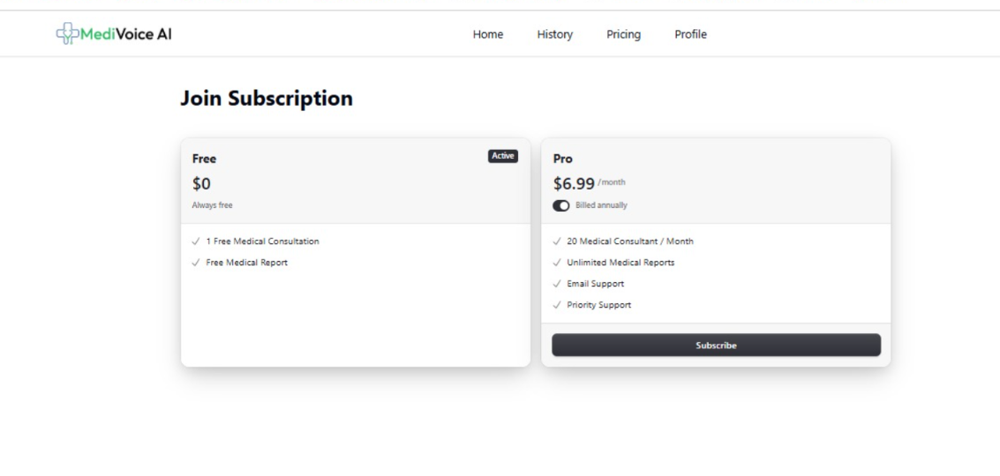 MediVoice AI
Home History Pricing Profile
Join Subscription
Free
Active
$0
Always free
1 Free Medical Consultation
Free Medical Report
Pro
$6.99 /month
Billed annually
20 Medical Consultant / Month
Unlimited Medical Reports
Email Support
Priority Support
Subscribe